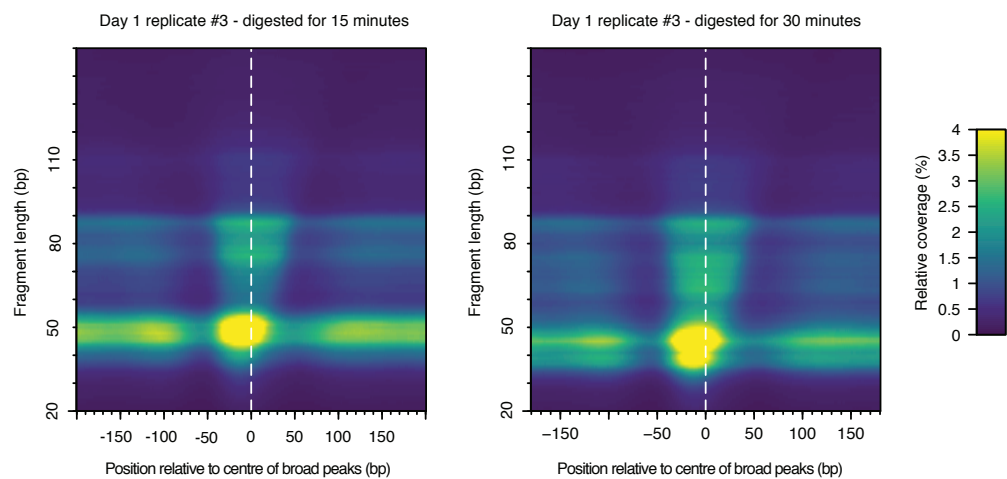 Day 1 replicate #3 - digested for 15 minutes
Fragment length (bp)
110
80
50
20
-150 -100 -50 0 50 100 150
Position relative to centre of broad peaks (bp)
Day 1 replicate #3 - digested for 30 minutes
Fragment length (bp)
110
80
50
20
−150 −50 0 50 100 150
Position relative to centre of broad peaks (bp)
Relative coverage (%)
4
3.5
3
2.5
2
1.5
1
0.5
0